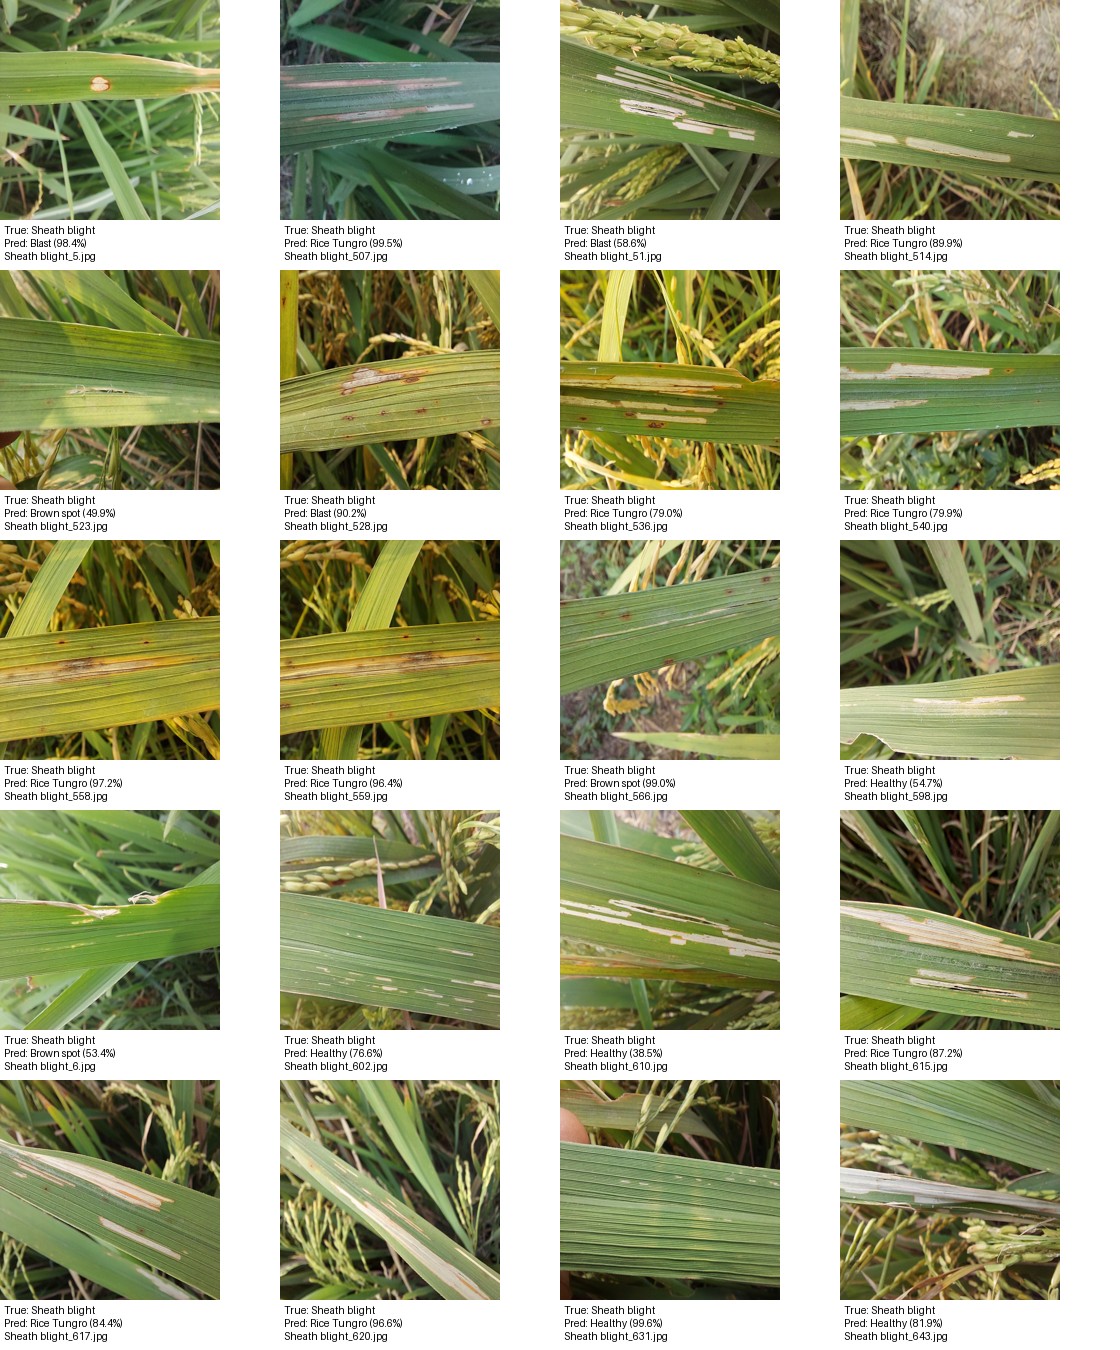 True: Sheath blight
Pred: Blast (98.4%)
Sheath blight_5.jpg
True: Sheath blight
Pred: Rice Tungro (99.5%)
Sheath blight_507.jpg
True: Sheath blight
Pred: Blast (58.6%)
Sheath blight_51.jpg
True: Sheath blight
Pred: Rice Tungro (89.9%)
Sheath blight_514.jpg
True: Sheath blight
Pred: Brown spot (49.9%)
Sheath blight_523.jpg
True: Sheath blight
Pred: Blast (90.2%)
Sheath blight_528.jpg
True: Sheath blight
Pred: Rice Tungro (79.0%)
Sheath blight_536.jpg
True: Sheath blight
Pred: Rice Tungro (79.9%)
Sheath blight_540.jpg
True: Sheath blight
Pred: Rice Tungro (97.2%)
Sheath blight_558.jpg
True: Sheath blight
Pred: Rice Tungro (96.4%)
Sheath blight_559.jpg
True: Sheath blight
Pred: Brown spot (99.0%)
Sheath blight_566.jpg
True: Sheath blight
Pred: Healthy (54.7%)
Sheath blight_598.jpg
True: Sheath blight
Pred: Brown spot (53.4%)
Sheath blight_6.jpg
True: Sheath blight
Pred: Healthy (76.6%)
Sheath blight_602.jpg
True: Sheath blight
Pred: Healthy (38.5%)
Sheath blight_610.jpg
True: Sheath blight
Pred: Rice Tungro (87.2%)
Sheath blight_615.jpg
True: Sheath blight
Pred: Rice Tungro (84.4%)
Sheath blight_617.jpg
True: Sheath blight
Pred: Rice Tungro (96.6%)
Sheath blight_620.jpg
True: Sheath blight
Pred: Healthy (99.6%)
Sheath blight_631.jpg
True: Sheath blight
Pred: Healthy (81.9%)
Sheath blight_643.jpg